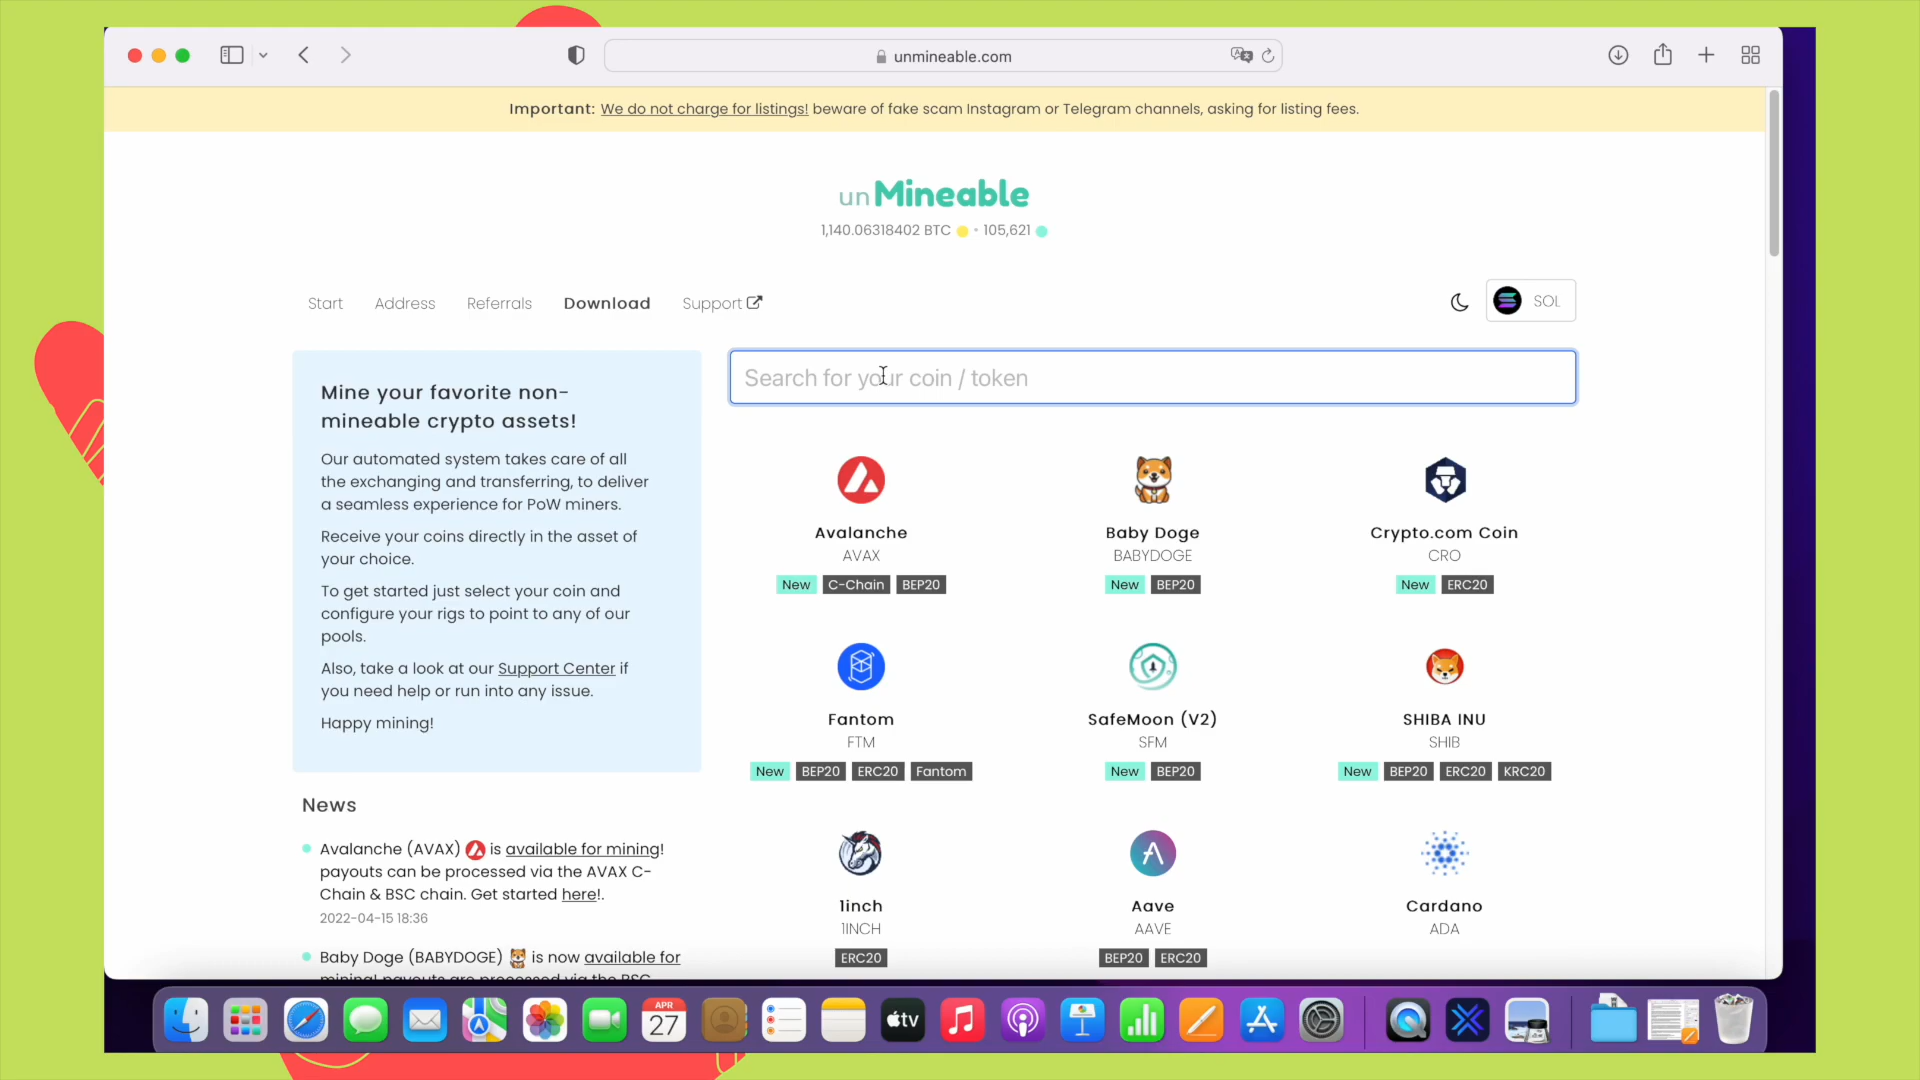 unmineable.com
Important: We do not charge for listings! beware of fake scam Instagram or Telegram channels, asking for listing fees.
unMineable
1,140.06318402 BTC • 105,621
Start Address Referrals Download Support
SOL
Mine your favorite non-
mineable crypto assets!
Our automated system takes care of all
the exchanging and transferring, to deliver
a seamless experience for PoW miners.
Receive your coins directly in the asset of
your choice.
To get started just select your coin and
configure your rigs to point to any of our
pools.
Also, take a look at our Support Center if
you need help or run into any issue.
Happy mining!
News
Avalanche (AVAX) is available for mining!
payouts can be processed via the AVAX C-
Chain & BSC chain. Get started here!.
2022-04-15 18:36
Baby Doge (BABYDOGE) is now available for
mining! payouts are processed via the BSC
Search for your coin / token
Avalanche
AVAX
New C-Chain BEP20
Baby Doge
BABYDOGE
New BEP20
Crypto.com Coin
CRO
New ERC20
Fantom
FTM
New BEP20 ERC20 Fantom
SafeMoon (V2)
SFM
New BEP20
SHIBA INU
SHIB
New BEP20 ERC20 KRC20
1inch
1INCH
ERC20
Aave
AAVE
BEP20 ERC20
Cardano
ADA
APR
27
tv